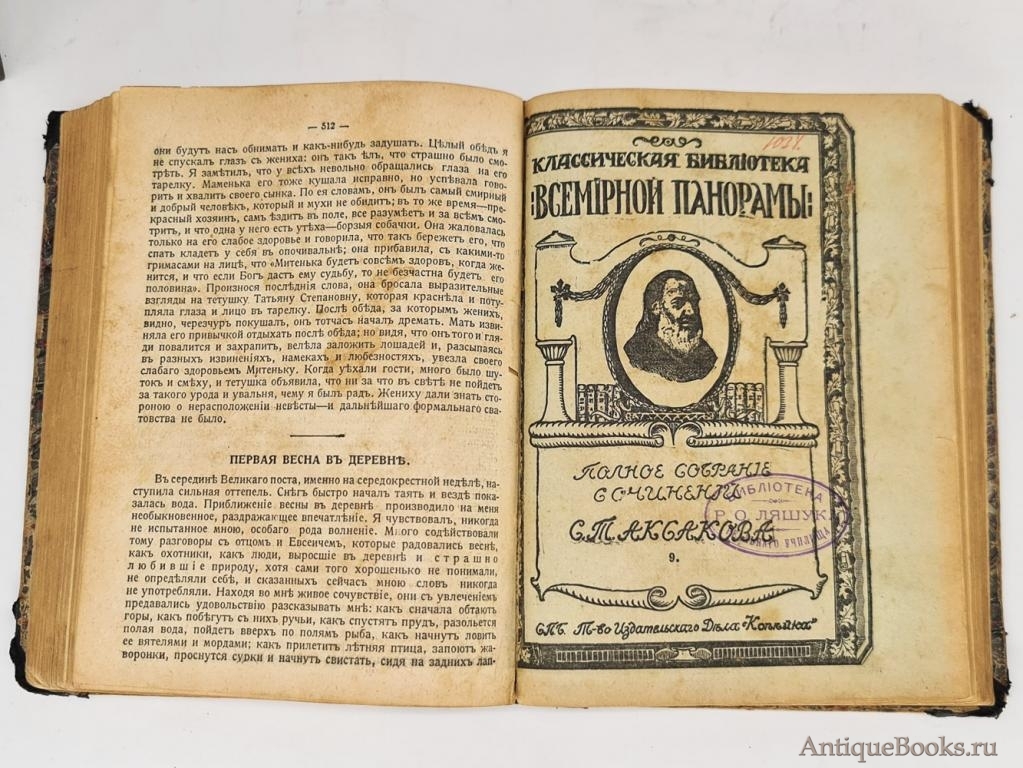 — 512 —
они будутъ насъ обнимать и какъ-нибудь задушатъ. Цѣлый обѣдъ я
не спускалъ глазъ съ жениха: онъ такъ ѣлъ, что страшно было смо-
трѣть. Я замѣтилъ, что у всѣхъ невольно обращались глаза на его
тарелку. Маменька его тоже кушала исправно, но успѣвала гово-
рить и хвалить своего сынка. По ея словамъ, онъ былъ самый смирный
и добрый человѣкъ, который и мухи не обидитъ; въ то же время—пре-
красный хозяинъ, самъ ѣздитъ въ поле, все разумѣетъ и за всѣмъ смо-
тритъ, и что одна у него есть утѣха—борзыя собачки. Она жаловалась
только на его слабое здоровье и говорила, что такъ бережетъ его, что
спать кладетъ у себя въ опочивальнѣ; она прибавила, съ какими-то
гримасами на лицѣ, что «Митенька будетъ совсѣмъ здоровъ, когда же-
нится, и что если Богъ дастъ ему судьбу, то не безчастна будетъ его
половина». Произнося послѣднія слова, она бросала выразительные
взгляды на тетушку Татьяну Степановну, которая краснѣла и поту-
пляла глаза и лицо въ тарелку. Послѣ обѣда, за которымъ женихъ,
видно, черезчуръ покушалъ, онъ тотчасъ началъ дремать. Мать изви-
няла его привычкой отдыхать послѣ обѣда; но видя, что онъ того и гля-
ди повалится и захрапитъ, велѣла заложить лошадей и, разсыпаясь
въ разныхъ извиненіяхъ, намекахъ и любезностяхъ, увезла своего
слабаго здоровьемъ Митеньку. Когда уѣхали гости, много было шу-
токъ и смѣху, и тетушка объявила, что ни за что въ свѣтѣ не пойдетъ
за такого урода и увальня, чему я былъ радъ. Жениху дали знать сто-
роною о нерасположеніи невѣсты—и дальнѣйшаго формальнаго сва-
товства не было.
ПЕРВАЯ ВЕСНА ВЪ ДЕРЕВНѢ.
Въ серединѣ Великаго поста, именно на середокрестной недѣлѣ, на-
ступила сильная оттепель. Снѣгъ быстро началъ таять и вездѣ пока-
залась вода. Приближеніе весны въ деревнѣ производило на меня
необыкновенное, раздражающее впечатлѣніе. Я чувствовалъ, никогда
не испытанное мною, особаго рода волненіе. Много содѣйствовали
тому разговоры съ отцомъ и Евсеичемъ, которые радовались веснѣ,
какъ охотники, какъ люди, выросшіе въ деревнѣ и страшно
любившіе природу, хотя сами того хорошенько не понимали,
не опредѣляли себѣ, и сказанныхъ сейчасъ мною словъ никогда
не употребляли. Находя во мнѣ живое сочувствіе, они съ увлеченіемъ
предавались удовольствію разсказывать мнѣ: какъ сначала обтаютъ
горы, какъ побѣгутъ съ нихъ ручьи, какъ спустятъ прудъ, разольется
полая вода, пойдетъ вверхъ по полямъ рыба, какъ начнутъ ловить
ее вятелями и мордами; какъ прилетитъ лѣтняя птица, запоютъ жа-
воронки, проснутся сурки и начнутъ свистать, сидя на заднихъ лап-
1024.
КЛАССИЧЕСКАЯ БИБЛІОТЕКА
ВСЕМІРНОЙ ПАНОРАМЫ
ПОЛНОЕ СОБРАНІЕ
СОЧИНЕНІЙ
С.Т. АКСАКОВА
9.
БИБЛІОТЕКА
Р. О. ЛЯШУК
УЧИЛИЩА
СПБ. Т-во Издательскаго Дѣла "Копѣйка"
AntiqueBooks.ru